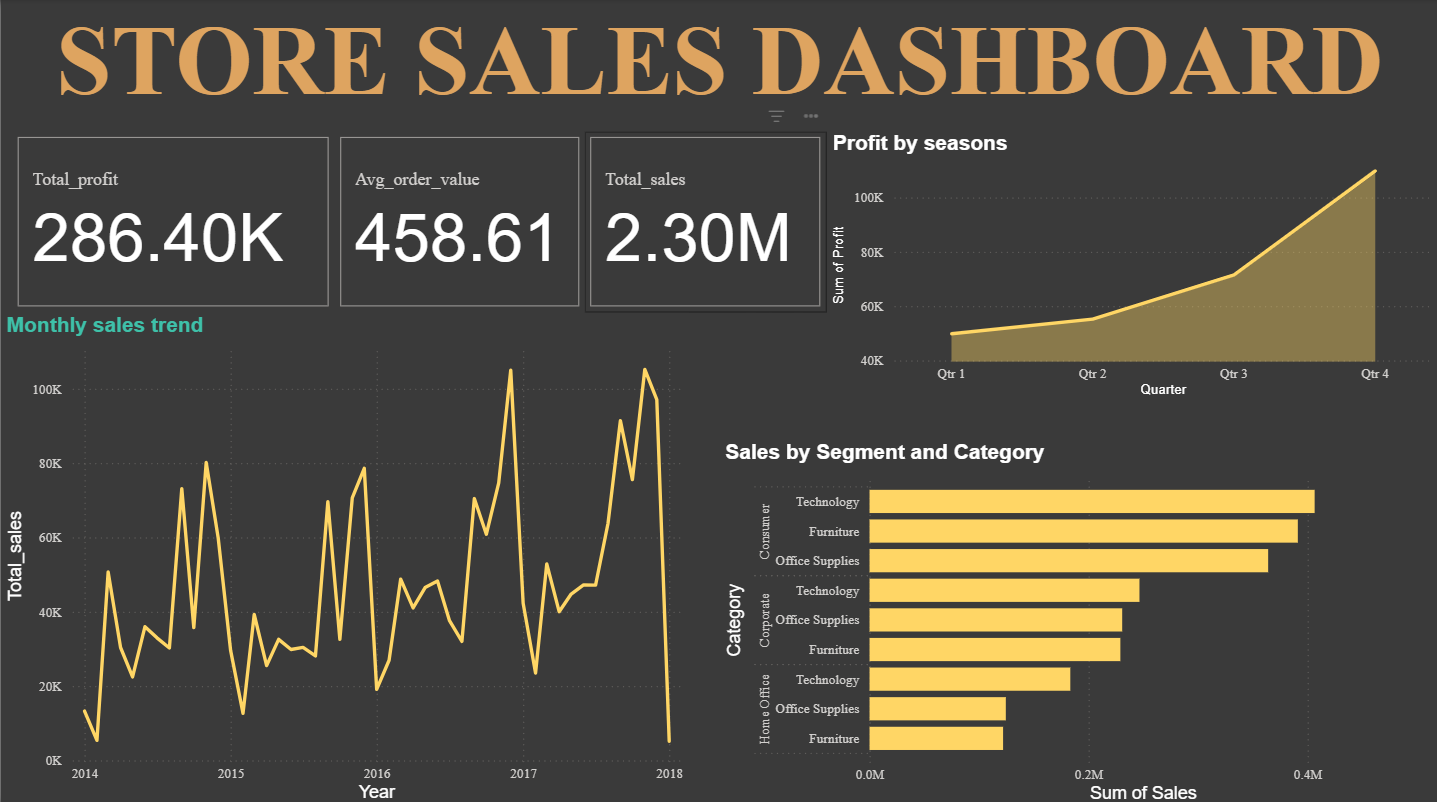 STORE SALES DASHBOARD
Total_profit
286.40K
Avg_order_value
458.61
Total_sales
2.30M
Profit by seasons
Sum of Profit
100K
80K
60K
40K
Qtr 1
Qtr 2
Qtr 3
Qtr 4
Quarter
Monthly sales trend
Total_sales
100K
80K
60K
40K
20K
0K
2014
2015
2016
2017
2018
Year
Sales by Segment and Category
Category
Consumer
Technology
Furniture
Office Supplies
Corporate
Technology
Office Supplies
Furniture
Home Office
Technology
Office Supplies
Furniture
0.0M
0.2M
0.4M
Sum of Sales